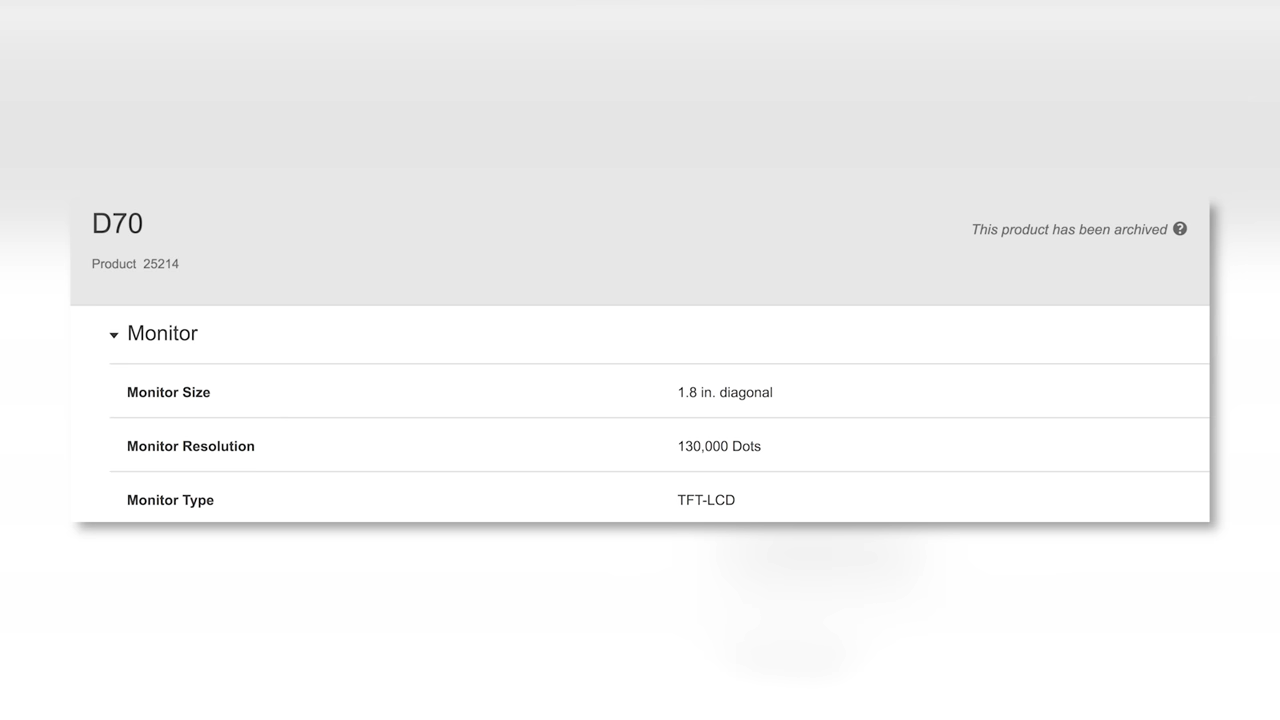 D70
This product has been archived
Product 25214
Monitor
Monitor Size 1.8 in. diagonal
Monitor Resolution 130,000 Dots
Monitor Type TFT-LCD